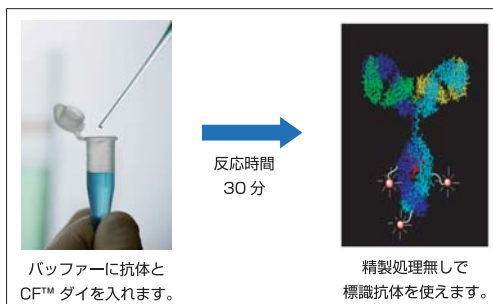 反応時間
30 分
バッファーに抗体と
CF™ ダイを入れます。
精製処理無しで
標識抗体を使えます。